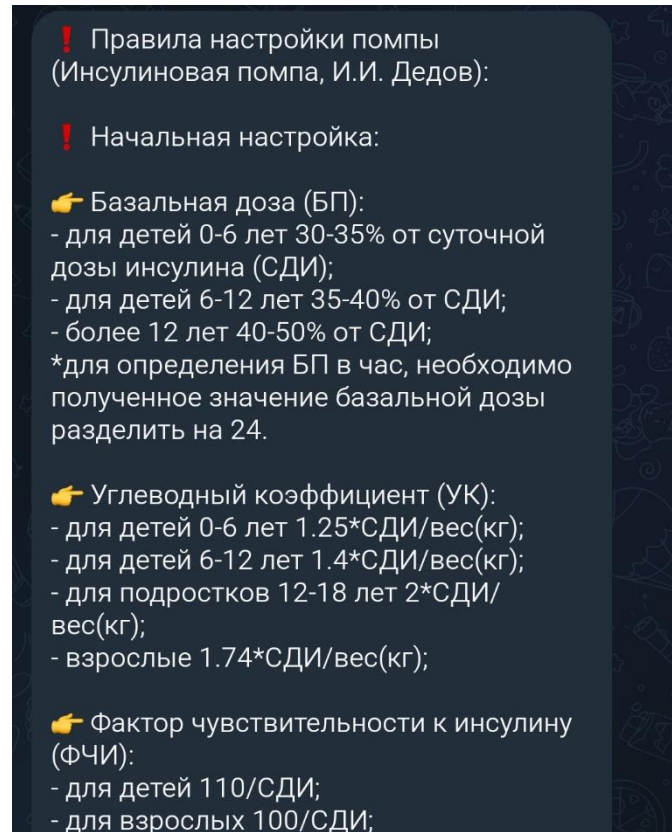 ❗ Правила настройки помпы
(Инсулиновая помпа, И.И. Дедов):
❗ Начальная настройка:
👉 Базальная доза (БП):
- для детей 0-6 лет 30-35% от суточной
дозы инсулина (СДИ);
- для детей 6-12 лет 35-40% от СДИ;
- более 12 лет 40-50% от СДИ;
*для определения БП в час, необходимо
полученное значение базальной дозы
разделить на 24.
👉 Углеводный коэффициент (УК):
- для детей 0-6 лет 1.25*СДИ/вес(кг);
- для детей 6-12 лет 1.4*СДИ/вес(кг);
- для подростков 12-18 лет 2*СДИ/
вес(кг);
- взрослые 1.74*СДИ/вес(кг);
👉 Фактор чувствительности к инсулину
(ФЧИ):
- для детей 110/СДИ;
- для взрослых 100/СДИ;